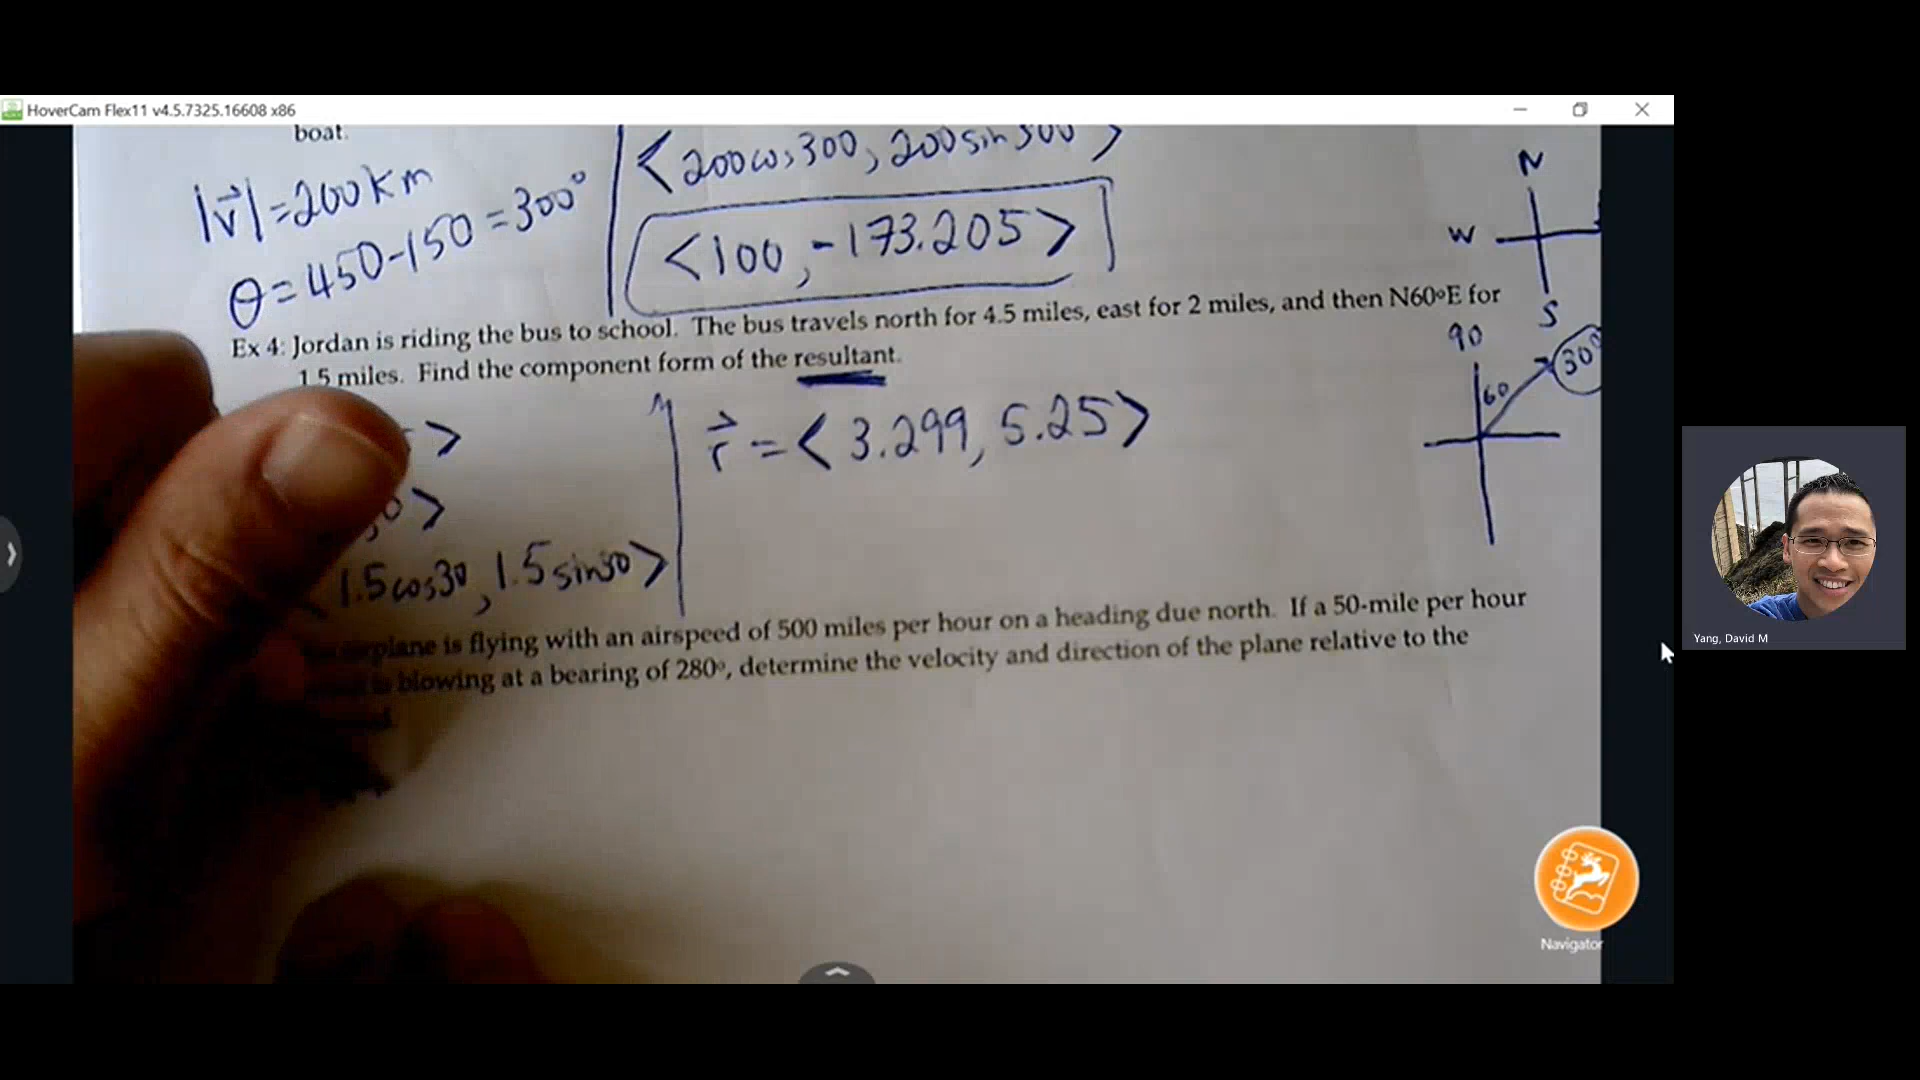 HoverCam Flex11 v4.5.7325.16608 x86
boat.
|v⃗| = 200 km
θ = 450-150 = 300°
<200cos300, 200sin300>
<100, -173.205>
N
W
S
Ex 4: Jordan is riding the bus to school. The bus travels north for 4.5 miles, east for 2 miles, and then N60°E for
1.5 miles. Find the component form of the resultant.
90
60
30°
>
>
1.5cos30, 1.5sin30>
r⃗ = <3.299, 5.25>
is flying with an airspeed of 500 miles per hour on a heading due north. If a 50-mile per hour
blowing at a bearing of 280°, determine the velocity and direction of the plane relative to the
Yang, David M
Navigator